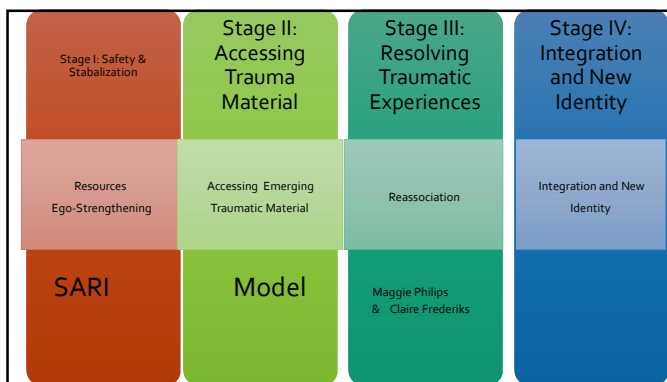 Stage I: Safety &
Stabalization
Stage II:
Accessing
Trauma
Material
Stage III:
Resolving
Traumatic
Experiences
Stage IV:
Integration
and New
Identity
Resources
Ego-Strengthening
Accessing Emerging
Traumatic Material
Reassociation
Integration and New
Identity
SARI
Model
Maggie Philips
& Claire Frederiks